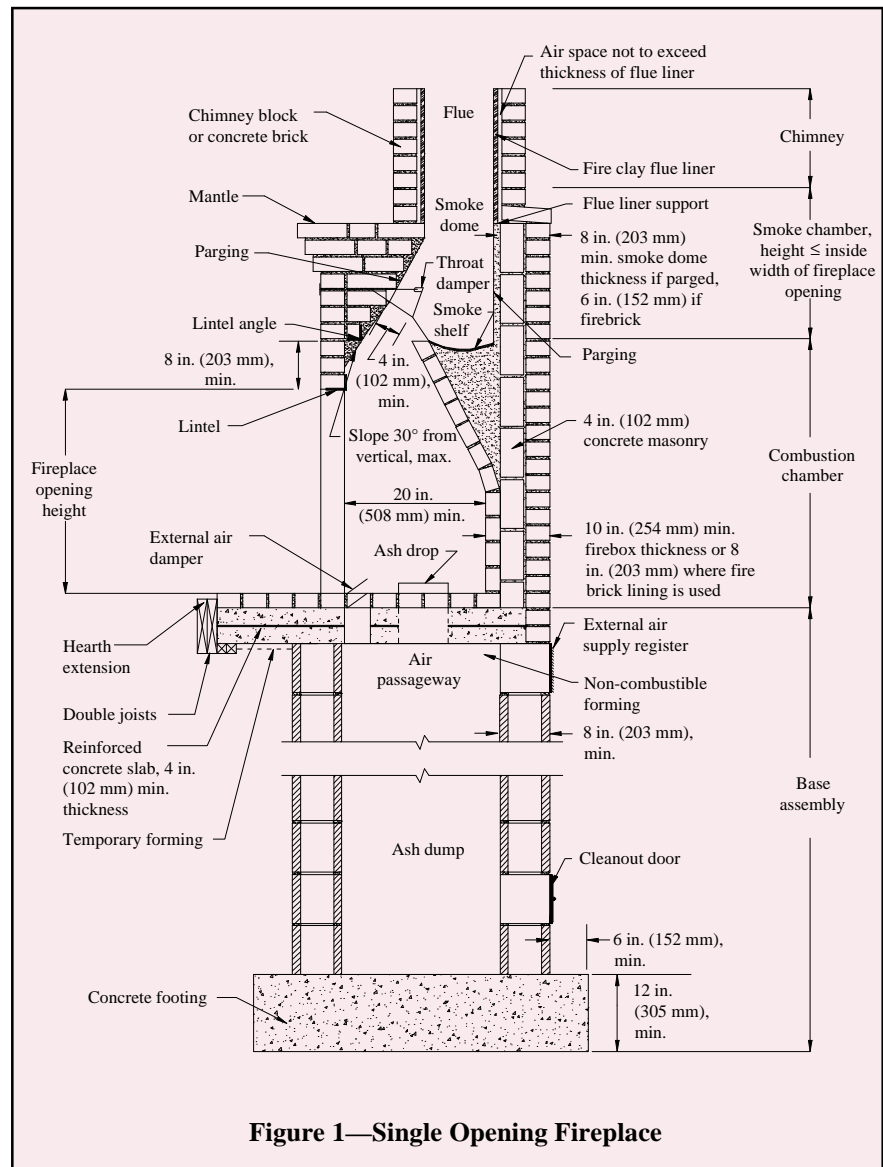 Air space not to exceed
thickness of flue liner
Flue
Chimney block
or concrete brick
Chimney
Fire clay flue liner
Mantle
Smoke
dome
Flue liner support
Smoke chamber,
height ≤ inside
width of fireplace
opening
8 in. (203 mm)
min. smoke dome
thickness if parged,
6 in. (152 mm) if
firebrick
Parging
Throat
damper
Smoke
shelf
Lintel angle
8 in. (203 mm),
min.
4 in.
(102 mm),
min.
Parging
Lintel
Slope 30° from
vertical, max.
4 in. (102 mm)
concrete masonry
Combustion
chamber
Fireplace
opening
height
20 in.
(508 mm) min.
External air
damper
Ash drop
10 in. (254 mm) min.
firebox thickness or 8
in. (203 mm) where fire
brick lining is used
Hearth
extension
External air
supply register
Air
passageway
Non-combustible
forming
Double joists
8 in. (203 mm),
min.
Reinforced
concrete slab, 4 in.
(102 mm) min.
thickness
Base
assembly
Temporary forming
Ash dump
Cleanout door
6 in. (152 mm),
min.
Concrete footing
12 in.
(305 mm),
min.
Figure 1—Single Opening Fireplace